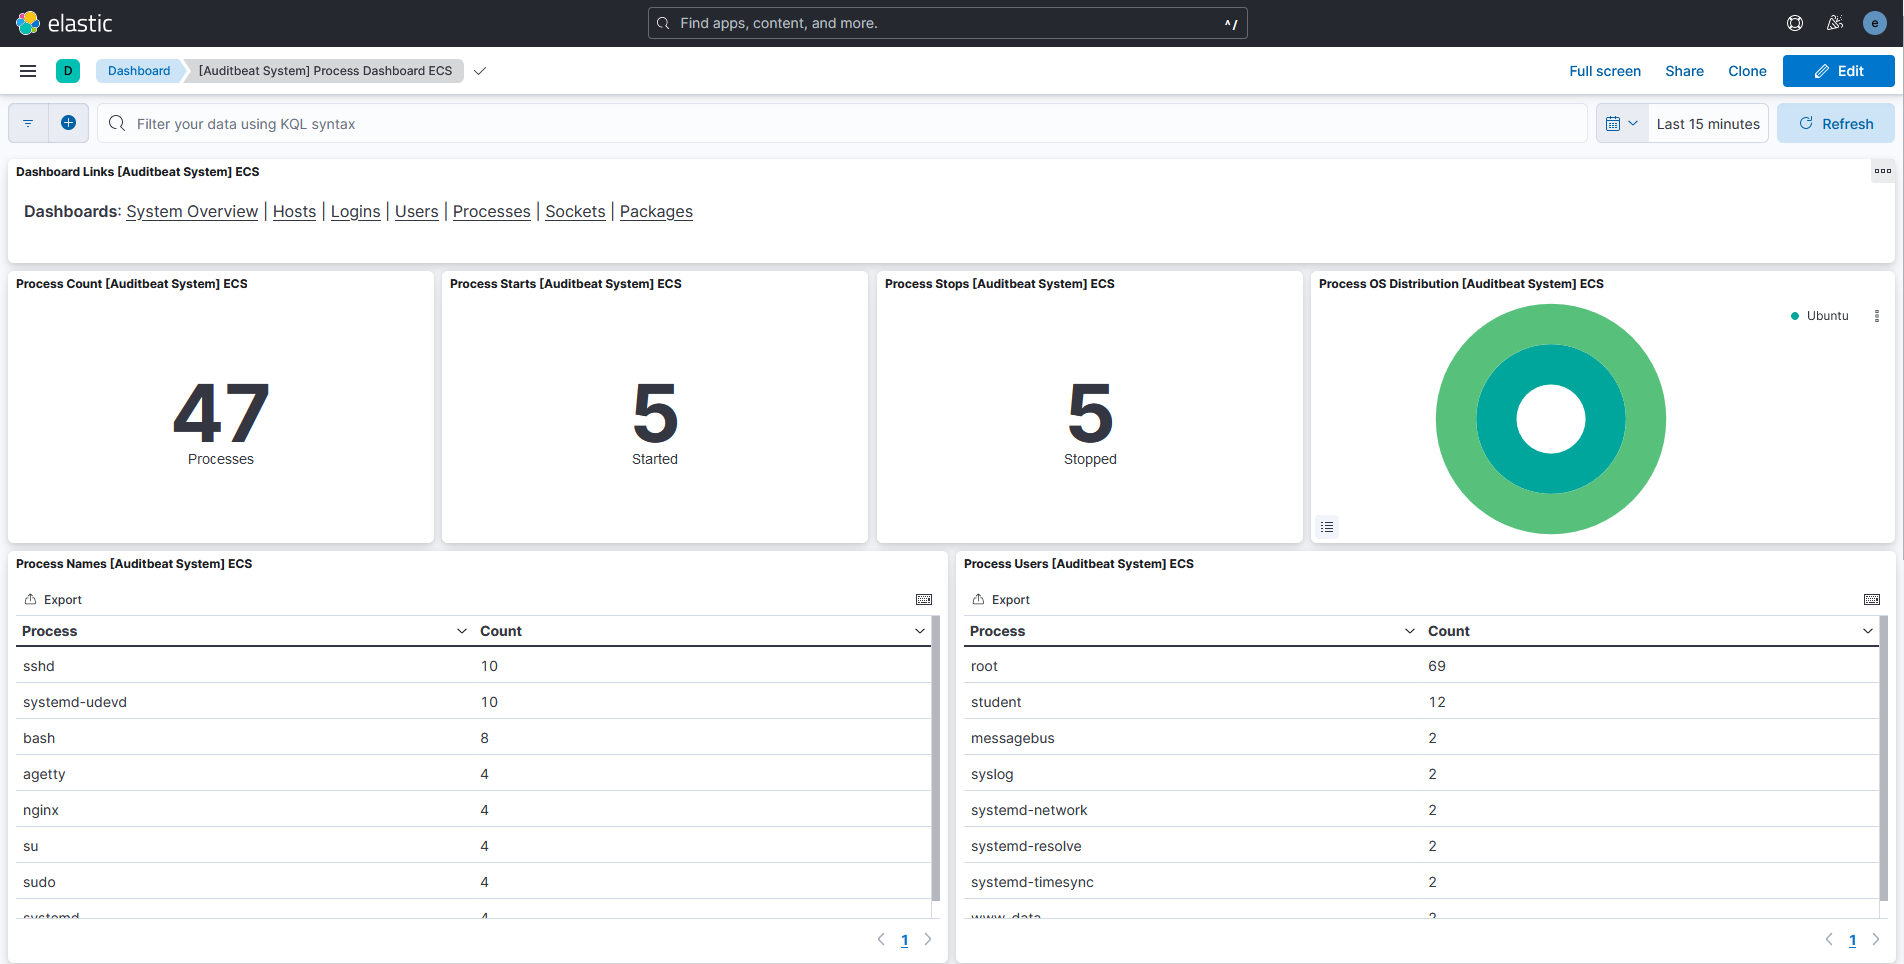 elastic
Find apps, content, and more.
^/
e
D
Dashboard
[Auditbeat System] Process Dashboard ECS
Full screen
Share
Clone
Edit
Filter your data using KQL syntax
Last 15 minutes
Refresh
Dashboard Links [Auditbeat System] ECS
Dashboards: System Overview | Hosts | Logins | Users | Processes | Sockets | Packages
Process Count [Auditbeat System] ECS
47
Processes
Process Starts [Auditbeat System] ECS
5
Started
Process Stops [Auditbeat System] ECS
5
Stopped
Process OS Distribution [Auditbeat System] ECS
Ubuntu
Process Names [Auditbeat System] ECS
Export
Process Count
sshd 10
systemd-udevd 10
bash 8
agetty 4
nginx 4
su 4
sudo 4
systemd 4
1
Process Users [Auditbeat System] ECS
Export
Process Count
root 69
student 12
messagebus 2
syslog 2
systemd-network 2
systemd-resolve 2
systemd-timesync 2
www-data 2
1